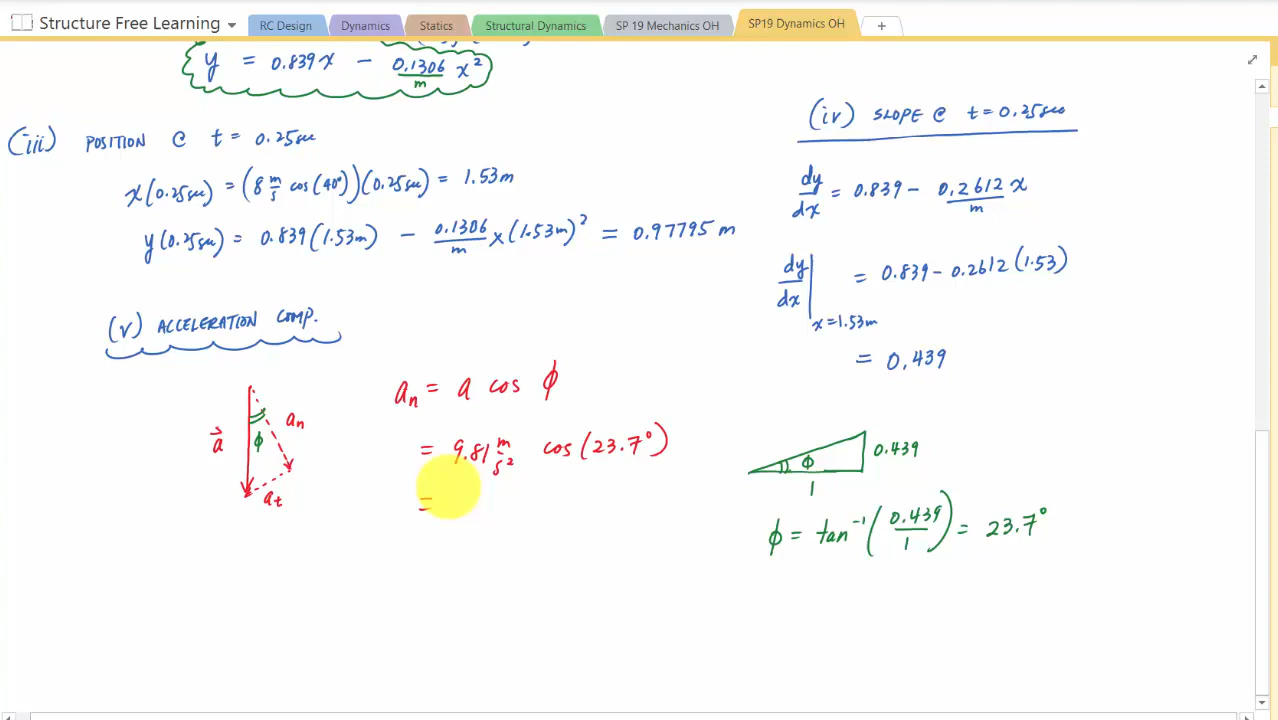 Structure Free Learning
RC Design
Dynamics
Statics
Structural Dynamics
SP 19 Mechanics OH
SP19 Dynamics OH
+
y = 0.839x - 0.1306/m x²
(iii) POSITION @ t = 0.25sec
x(0.25sec) = (8 m/s cos(40°))(0.25sec) = 1.53m
y(0.25sec) = 0.839(1.53m) - 0.1306/m x (1.53m)² = 0.97795 m
(iv) SLOPE @ t=0.25sec
dy/dx = 0.839 - 0.2612/m x
dy/dx | x=1.53m = 0.839 - 0.2612(1.53)
= 0.439
(v) ACCELERATION COMP.
a⃗
ϕ
an
at
an = a cos ϕ
= 9.81 m/s² cos(23.7°)
=
ϕ
0.439
1
ϕ = tan⁻¹(0.439/1) = 23.7°